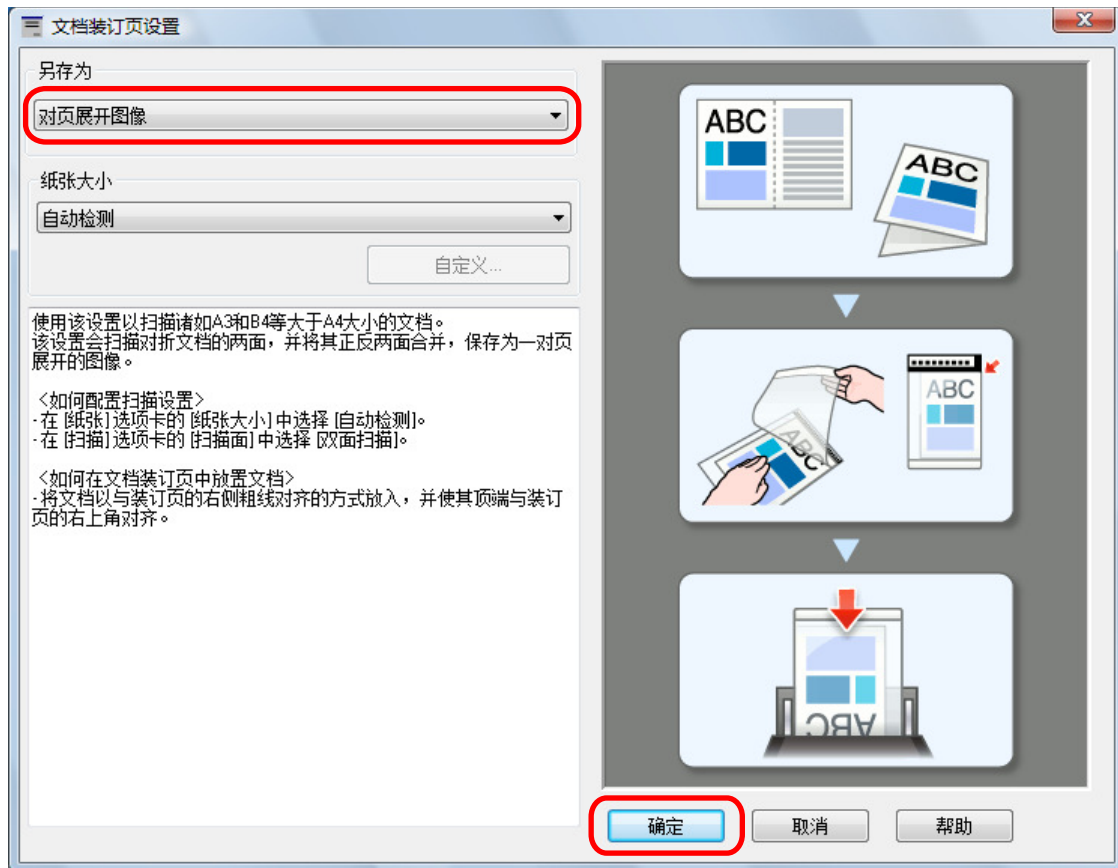 文档装订页设置
另存为
对页展开图像
纸张大小
自动检测
自定义...
使用该设置以扫描诸如A3和B4等大于A4大小的文档。
该设置会扫描对折文档的两面，并将其正反两面合并，保存为一对页
展开的图像。
<如何配置扫描设置>
-在 [纸张]选项卡的 [纸张大小]中选择 [自动检测]。
-在 [扫描]选项卡的 [扫描面]中选择 [双面扫描]。
<如何在文档装订页中放置文档>
-将文档以与装订页的右侧粗线对齐的方式放入，并使其顶端与装订
页的右上角对齐。
ABC
ABC
ABC
ABC
ABC
确定
取消
帮助